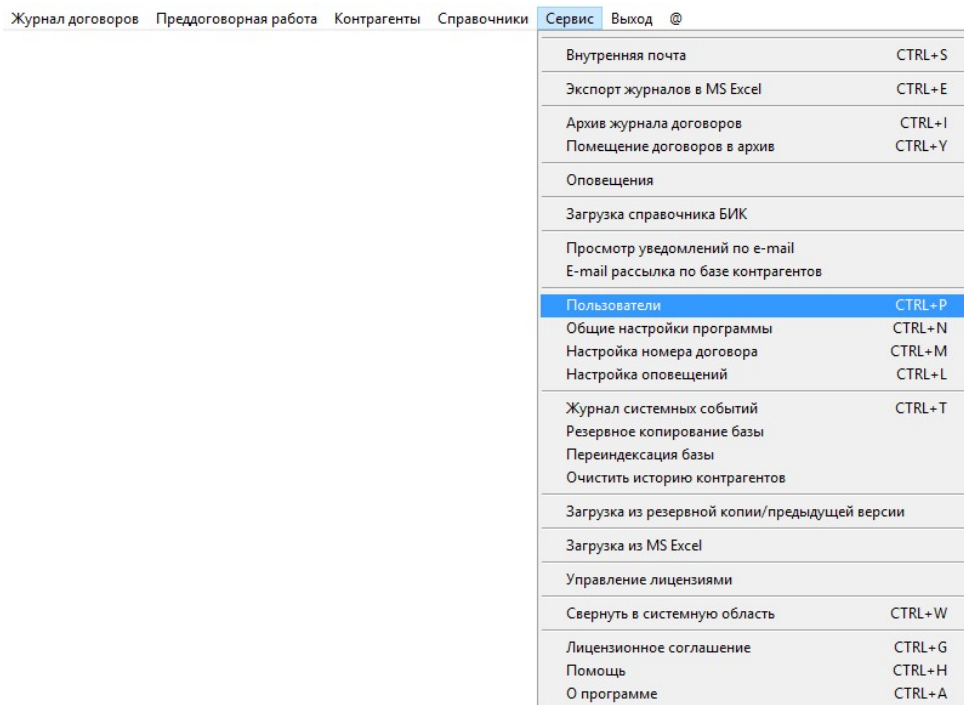 Журнал договоров Преддоговорная работа Контрагенты Справочники Сервис Выход @
Внутренняя почта CTRL+S
Экспорт журналов в MS Excel CTRL+E
Архив журнала договоров CTRL+I
Помещение договоров в архив CTRL+Y
Оповещения
Загрузка справочника БИК
Просмотр уведомлений по e-mail
E-mail рассылка по базе контрагентов
Пользователи CTRL+P
Общие настройки программы CTRL+N
Настройка номера договора CTRL+M
Настройка оповещений CTRL+L
Журнал системных событий CTRL+T
Резервное копирование базы
Переиндексация базы
Очистить историю контрагентов
Загрузка из резервной копии/предыдущей версии
Загрузка из MS Excel
Управление лицензиями
Свернуть в системную область CTRL+W
Лицензионное соглашение CTRL+G
Помощь CTRL+H
О программе CTRL+A